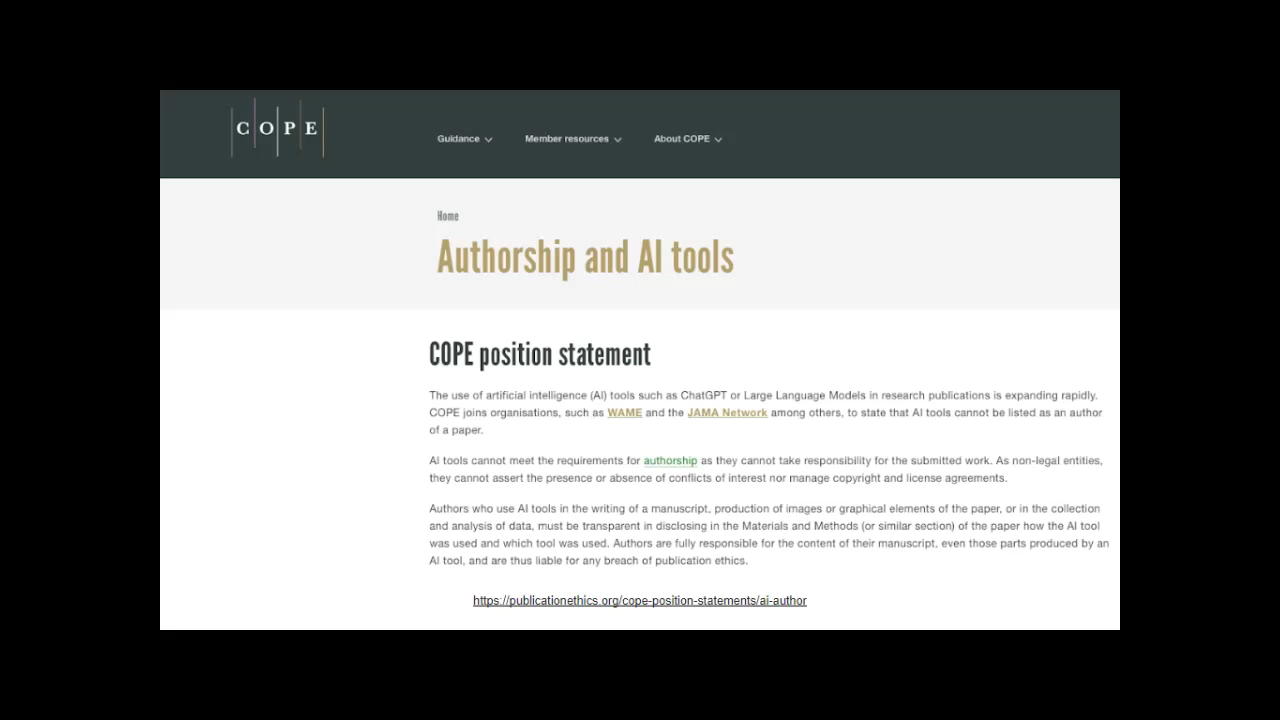 COPE
Guidance
Member resources
About COPE
Home
Authorship and AI tools
COPE position statement
The use of artificial intelligence (AI) tools such as ChatGPT or Large Language Models in research publications is expanding rapidly.
COPE joins organisations, such as WAME and the JAMA Network among others, to state that AI tools cannot be listed as an author
of a paper.
AI tools cannot meet the requirements for authorship as they cannot take responsibility for the submitted work. As non-legal entities,
they cannot assert the presence or absence of conflicts of interest nor manage copyright and license agreements.
Authors who use AI tools in the writing of a manuscript, production of images or graphical elements of the paper, or in the collection
and analysis of data, must be transparent in disclosing in the Materials and Methods (or similar section) of the paper how the AI tool
was used and which tool was used. Authors are fully responsible for the content of their manuscript, even those parts produced by an
AI tool, and are thus liable for any breach of publication ethics.
https://publicationethics.org/cope-position-statements/ai-author